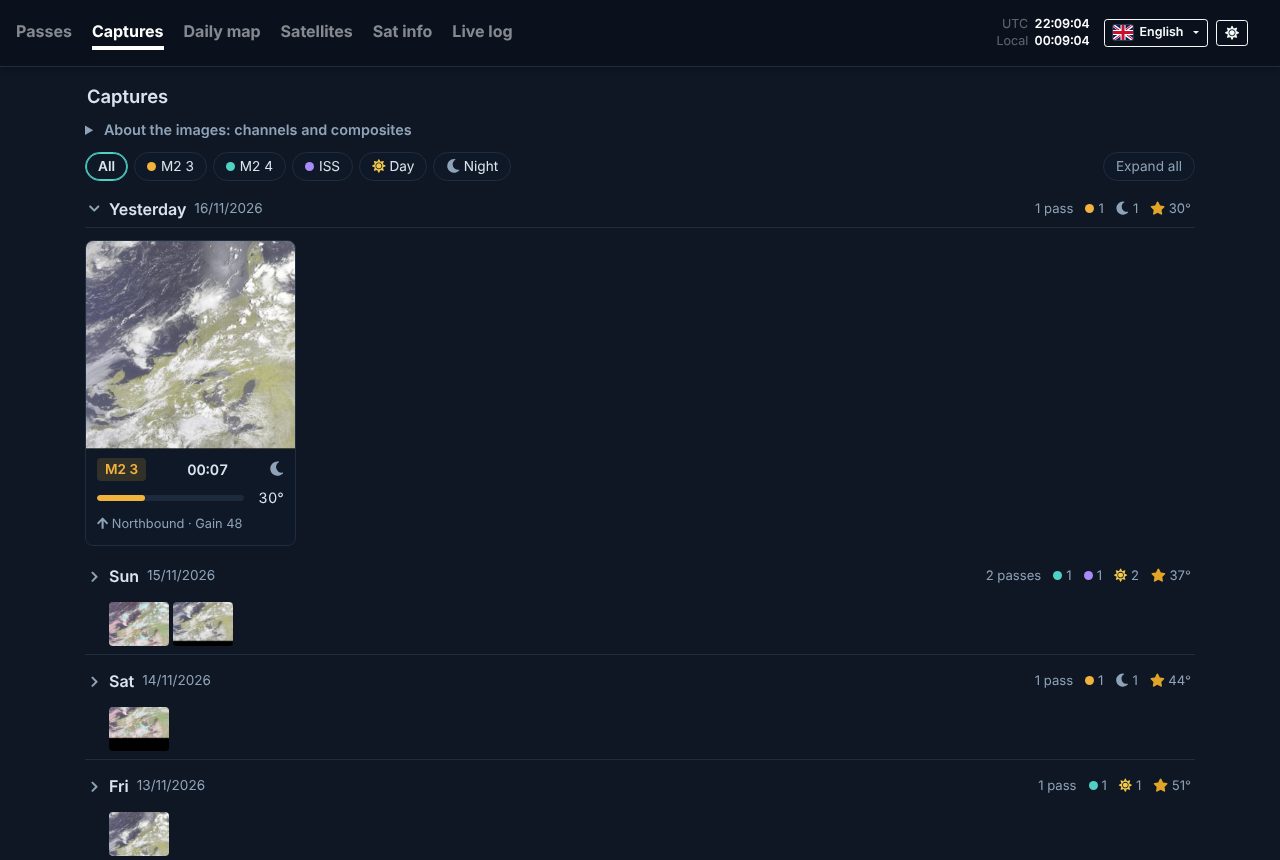 Passes Captures Daily map Satellites Sat info Live log
UTC 22:09:04
Local 00:09:04
English
Captures
About the images: channels and composites
All M2 3 M2 4 ISS Day Night Expand all
Yesterday 16/11/2026 1 pass 1 1 30°
M2 3 00:07
30°
Northbound · Gain 48
Sun 15/11/2026 2 passes 1 1 2 37°
Sat 14/11/2026 1 pass 1 1 44°
Fri 13/11/2026 1 pass 1 1 51°